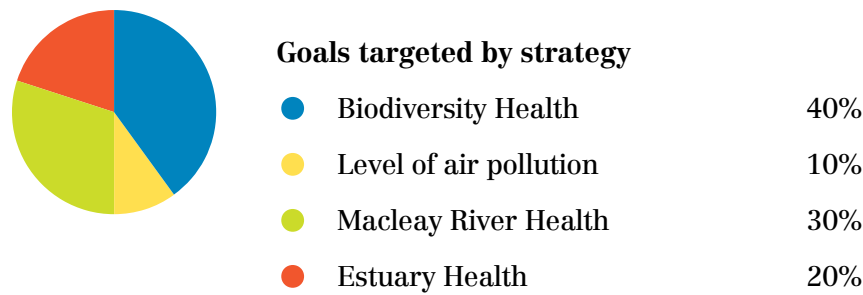 Goals targeted by strategy
Biodiversity Health 40%
Level of air pollution 10%
Macleay River Health 30%
Estuary Health 20%